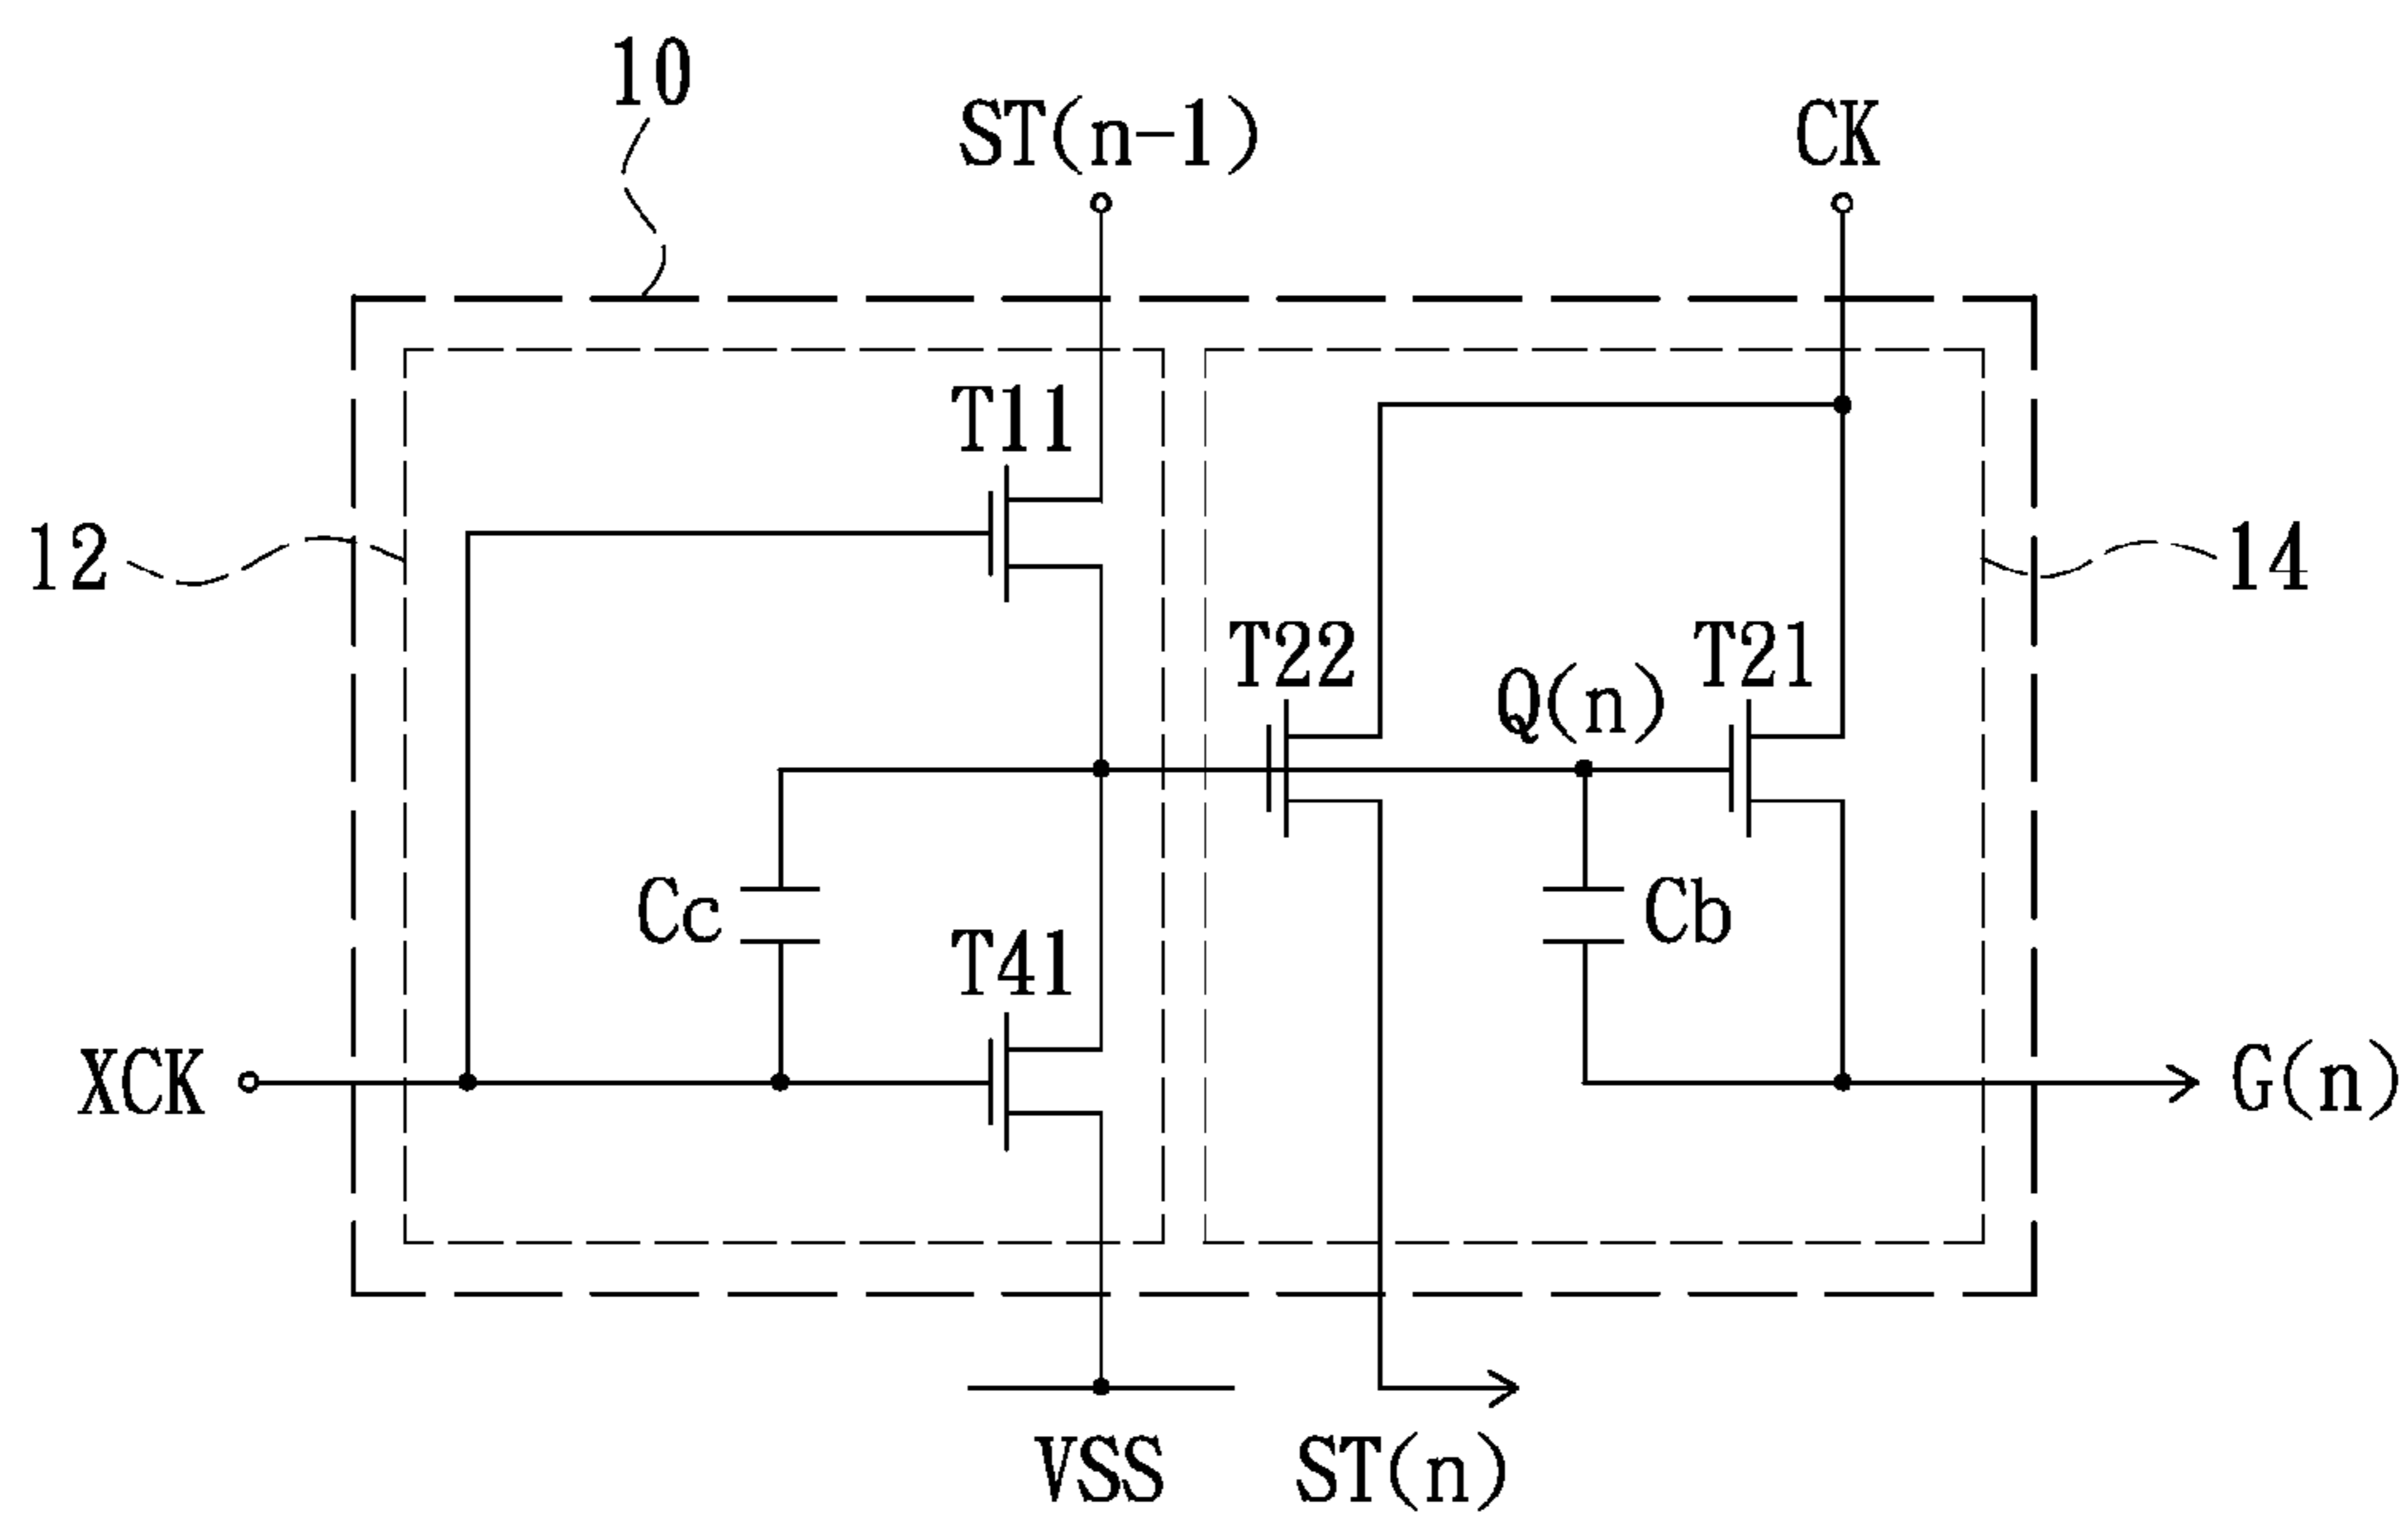 10
ST(n-1)
CK
T11
12
14
T22
Q(n)
T21
Cc
Cb
T41
XCK
G(n)
VSS
ST(n)